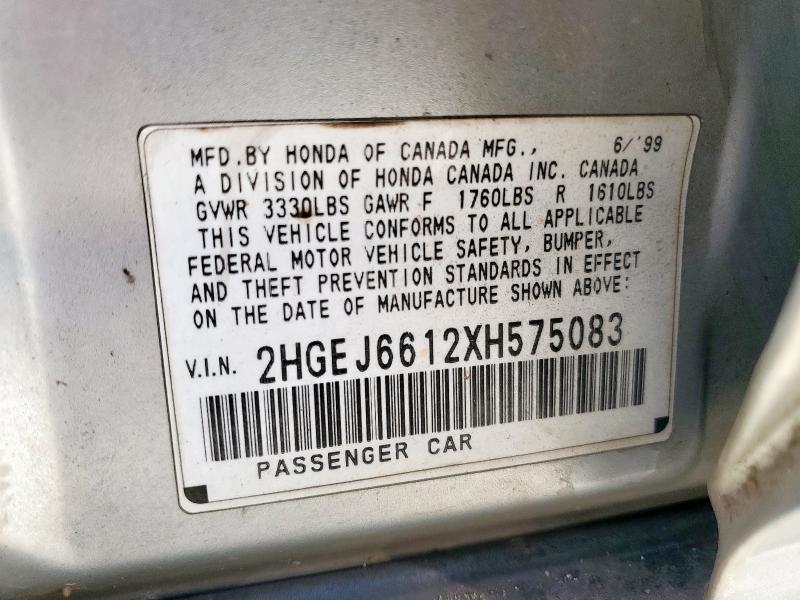 MFD.BY HONDA OF CANADA MFG., 6/'99
A DIVISION OF HONDA CANADA INC. CANADA
GVWR 3330LBS GAWR F 1760LBS R 1610LBS
THIS VEHICLE CONFORMS TO ALL APPLICABLE
FEDERAL MOTOR VEHICLE SAFETY, BUMPER,
AND THEFT PREVENTION STANDARDS IN EFFECT
ON THE DATE OF MANUFACTURE SHOWN ABOVE:
V.I.N. 2HGEJ6612XH575083
PASSENGER CAR